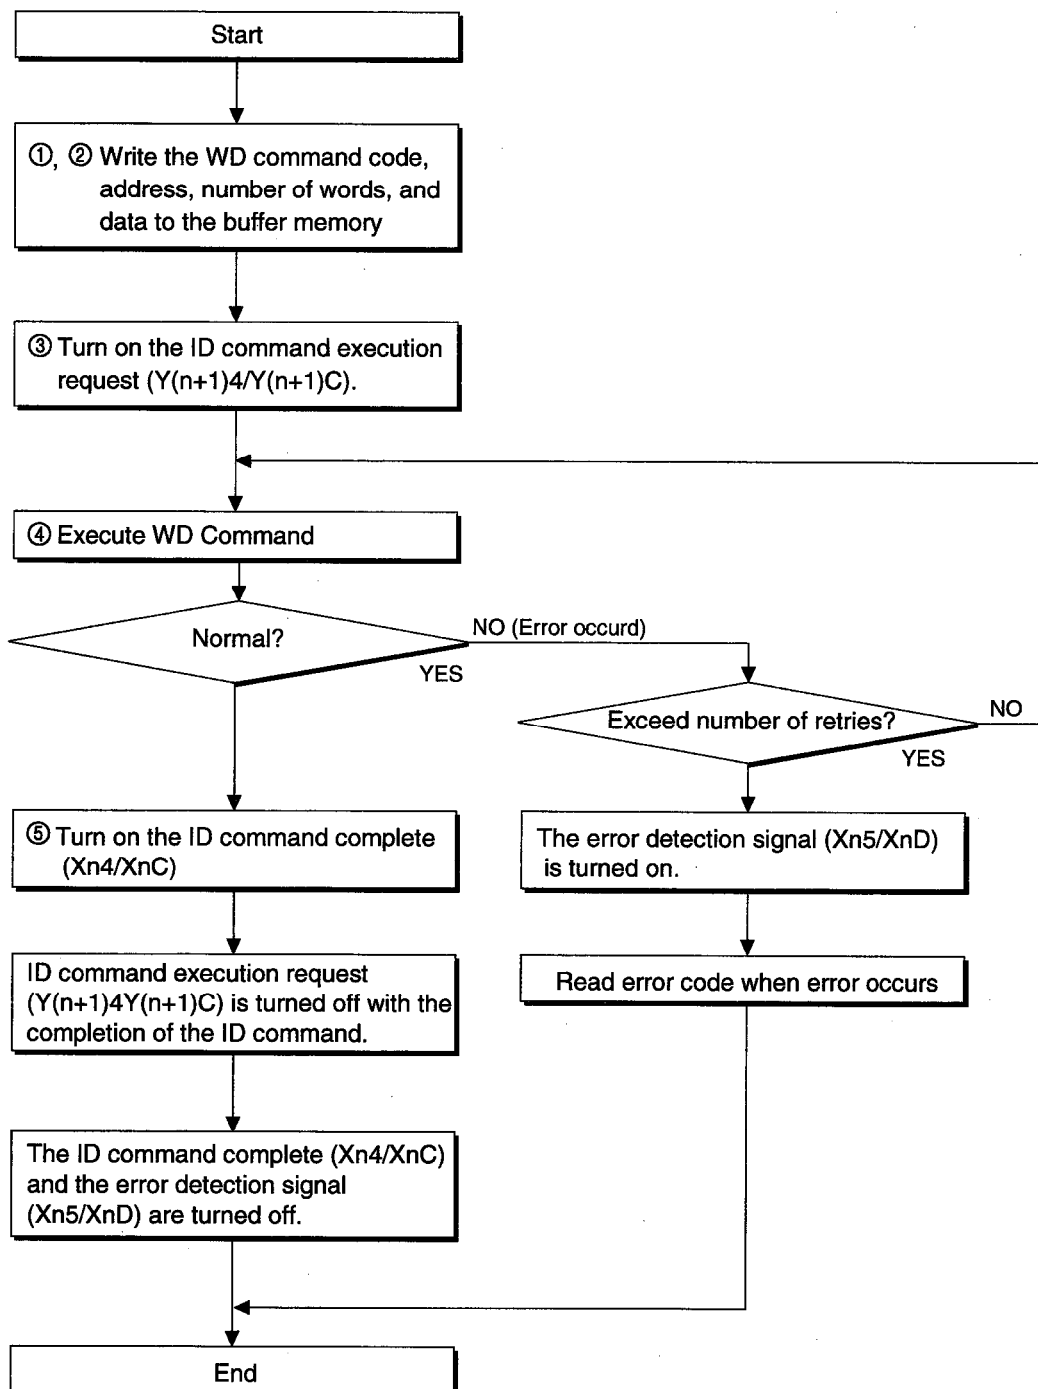 Start
①, ② Write the WD command code,
address, number of words, and
data to the buffer memory
③ Turn on the ID command execution
request (Y(n+1)4/Y(n+1)C).
④ Execute WD Command
Normal?
NO (Error occurd)
YES
Exceed number of retries?
NO
YES
⑤ Turn on the ID command complete
(Xn4/XnC)
The error detection signal (Xn5/XnD)
is turned on.
ID command execution request
(Y(n+1)4Y(n+1)C) is turned off with the
completion of the ID command.
Read error code when error occurs
The ID command complete (Xn4/XnC)
and the error detection signal
(Xn5/XnD) are turned off.
End